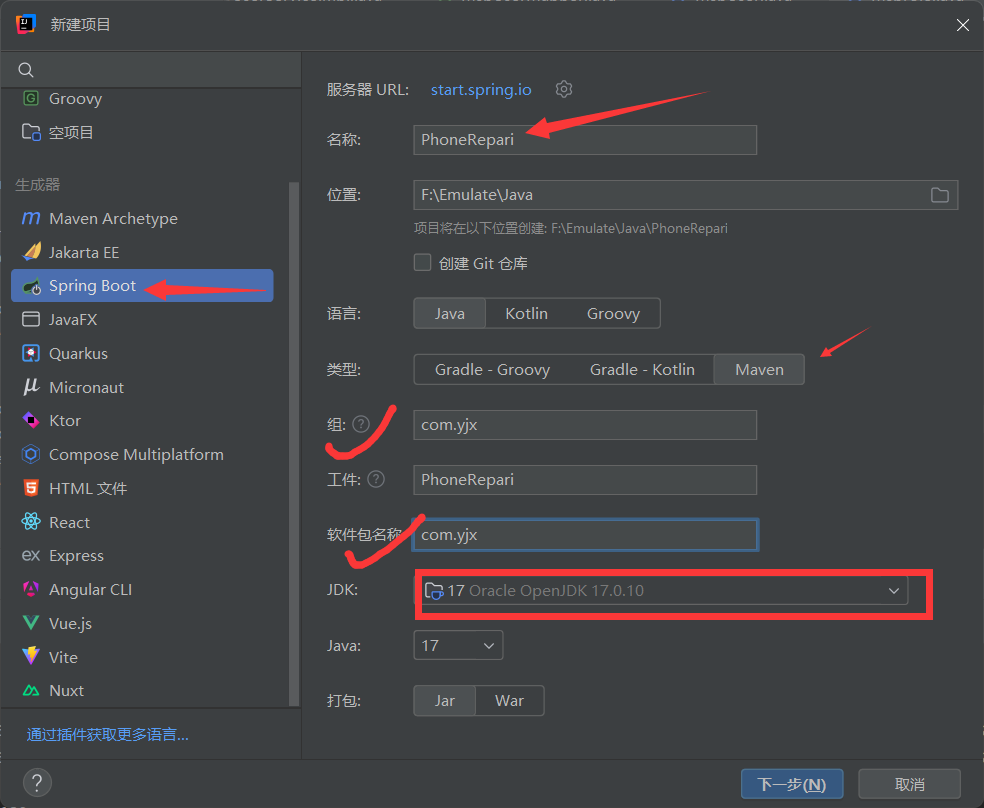 新建项目
Groovy
空项目
生成器
Maven Archetype
Jakarta EE
Spring Boot
JavaFX
Quarkus
Micronaut
Ktor
Compose Multiplatform
HTML 文件
React
ex Express
Angular CLI
Vue.js
Vite
Nuxt
通过插件获取更多语言...
服务器 URL: start.spring.io
名称: PhoneRepari
位置: F:\Emulate\Java
项目将在以下位置创建: F:\Emulate\Java\PhoneRepari
创建 Git 仓库
语言: Java Kotlin Groovy
类型: Gradle - Groovy Gradle - Kotlin Maven
组: ? com.yjx
工件: ? PhoneRepari
软件包名称 com.yjx
JDK: 17 Oracle OpenJDK 17.0.10
Java: 17
打包: Jar War
? 下一步(N) 取消